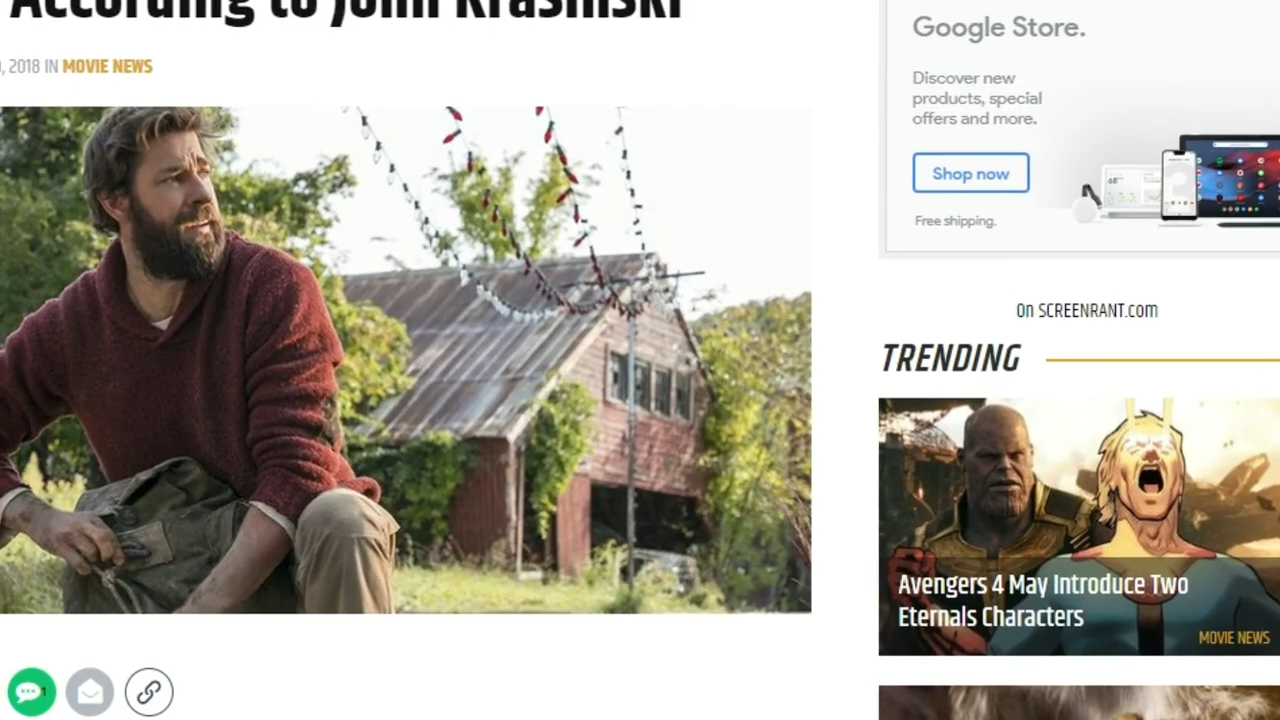 According to John Krasinski
, 2018 IN MOVIE NEWS
Google Store.
Discover new
products, special
offers and more.
Shop now
Free shipping.
On SCREENRANT.com
TRENDING
Avengers 4 May Introduce Two
Eternals Characters
MOVIE NEWS
1